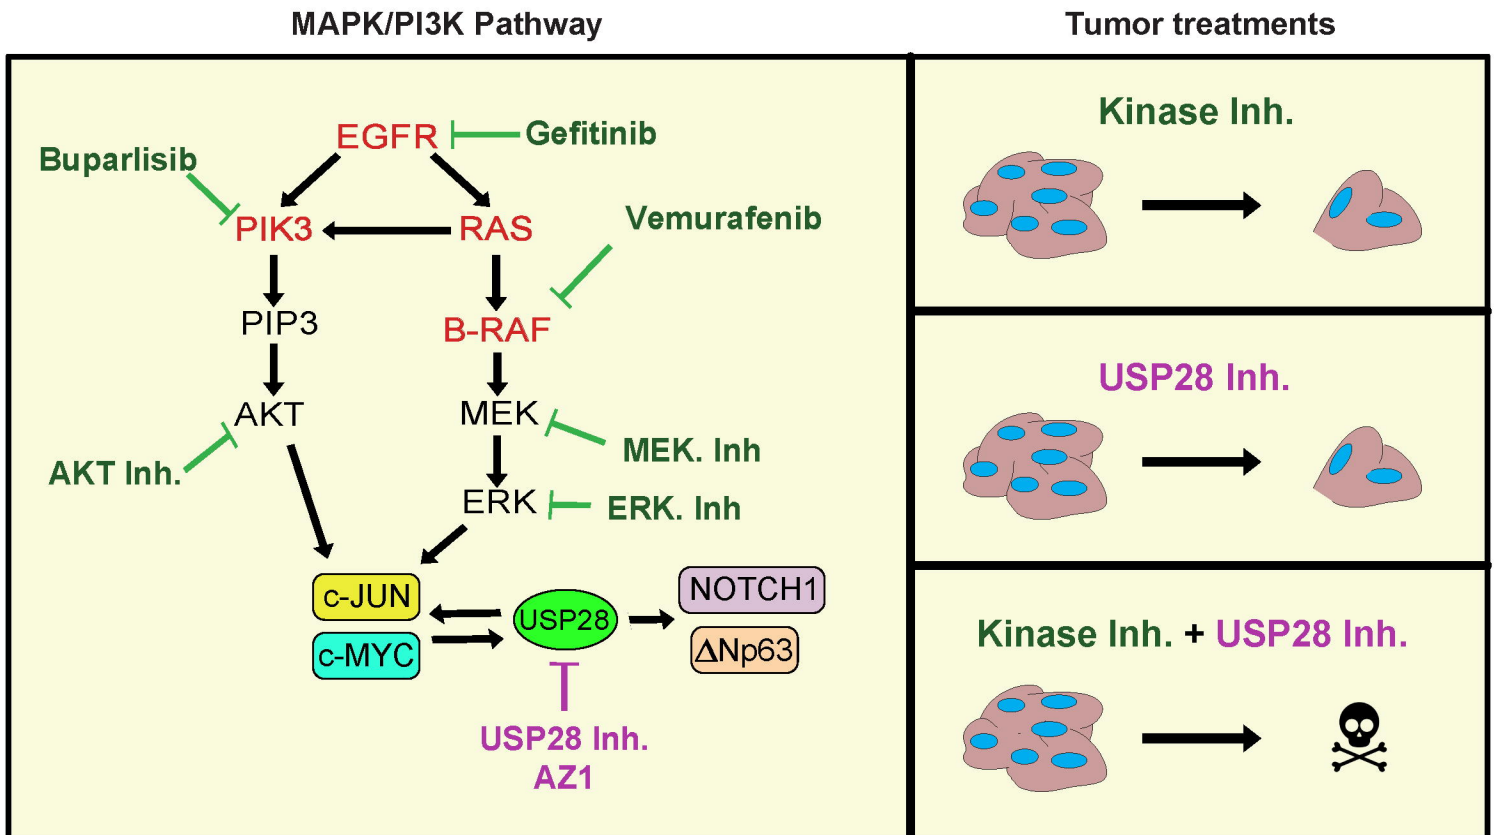 MAPK/PI3K Pathway
Tumor treatments
EGFR
Gefitinib
Buparlisib
PIK3
RAS
Vemurafenib
PIP3
B-RAF
AKT
MEK
AKT Inh.
MEK. Inh
ERK
ERK. Inh
c-JUN
USP28
NOTCH1
c-MYC
ΔNp63
USP28 Inh.
AZ1
Kinase Inh.
USP28 Inh.
Kinase Inh. + USP28 Inh.